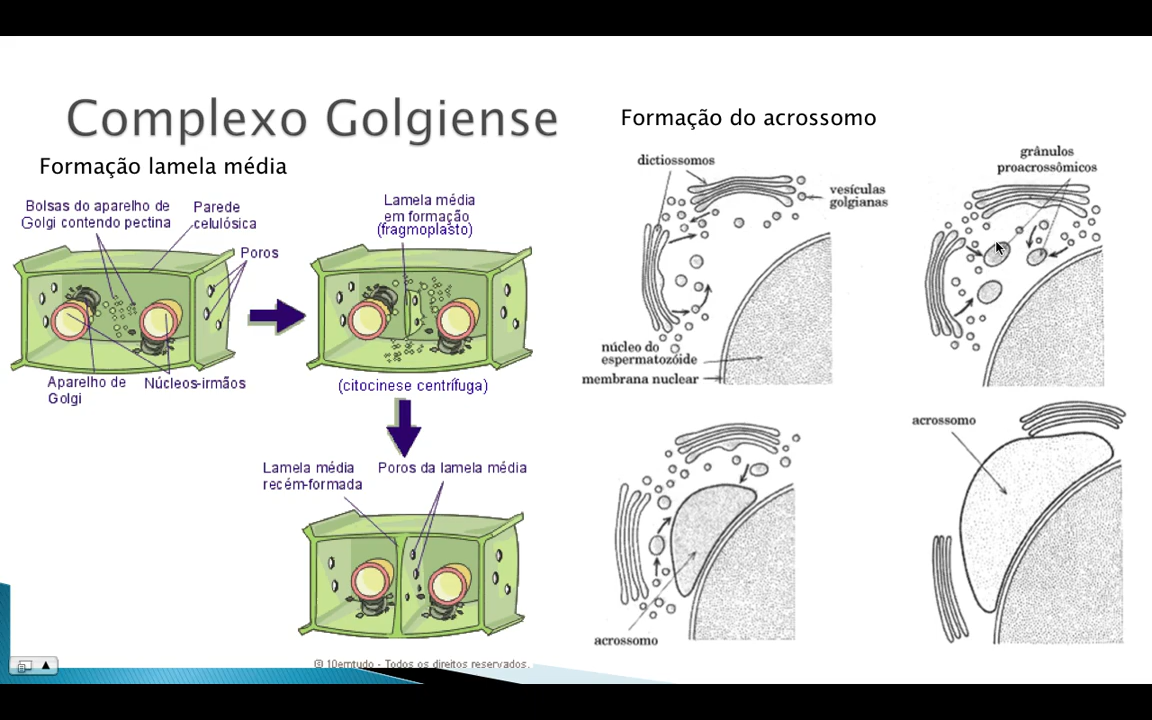 Complexo Golgiense
Formação lamela média
Bolsas do aparelho de
Golgi contendo pectina
Parede
celulósica
Poros
Aparelho de
Golgi
Núcleos-irmãos
Lamela média
em formação
(fragmoplasto)
(citocinese centrífuga)
Lamela média
recém-formada
Poros da lamela média
© 10emtudo - Todos os direitos reservados.
Formação do acrossomo
dictiossomos
vesículas
golgianas
núcleo do
espermatozóide
membrana nuclear
grânulos
proacrossômicos
acrossomo
acrossomo